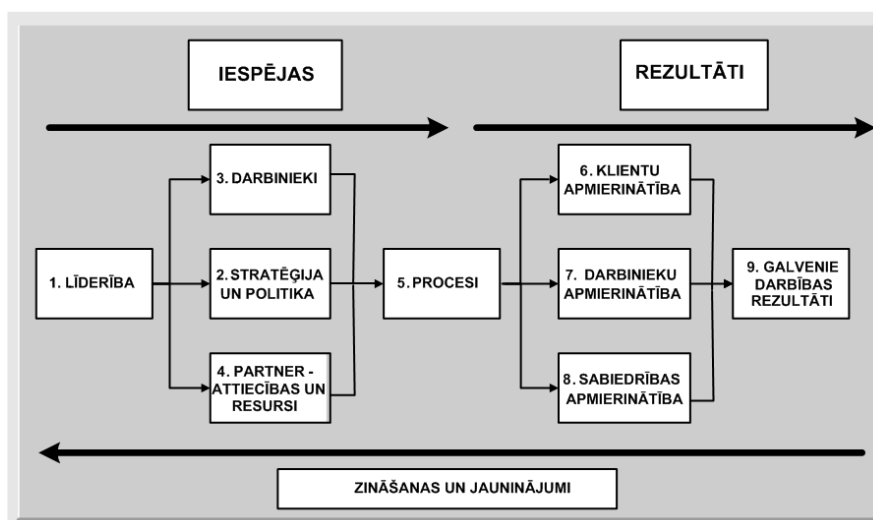 IESPĒJAS
REZULTĀTI
3. DARBINIEKI
6. KLIENTU
APMIERINĀTĪBA
1. LĪDERĪBA
2. STRATĒĢIJA
UN POLITIKA
5. PROCESI
7. DARBINIEKU
APMIERINĀTĪBA
9. GALVENIE
DARBĪBAS
REZULTĀTI
4. PARTNER -
ATTIECĪBAS UN
RESURSI
8. SABIEDRĪBAS
APMIERINĀTĪBA
ZINĀŠANAS UN JAUNINĀJUMI